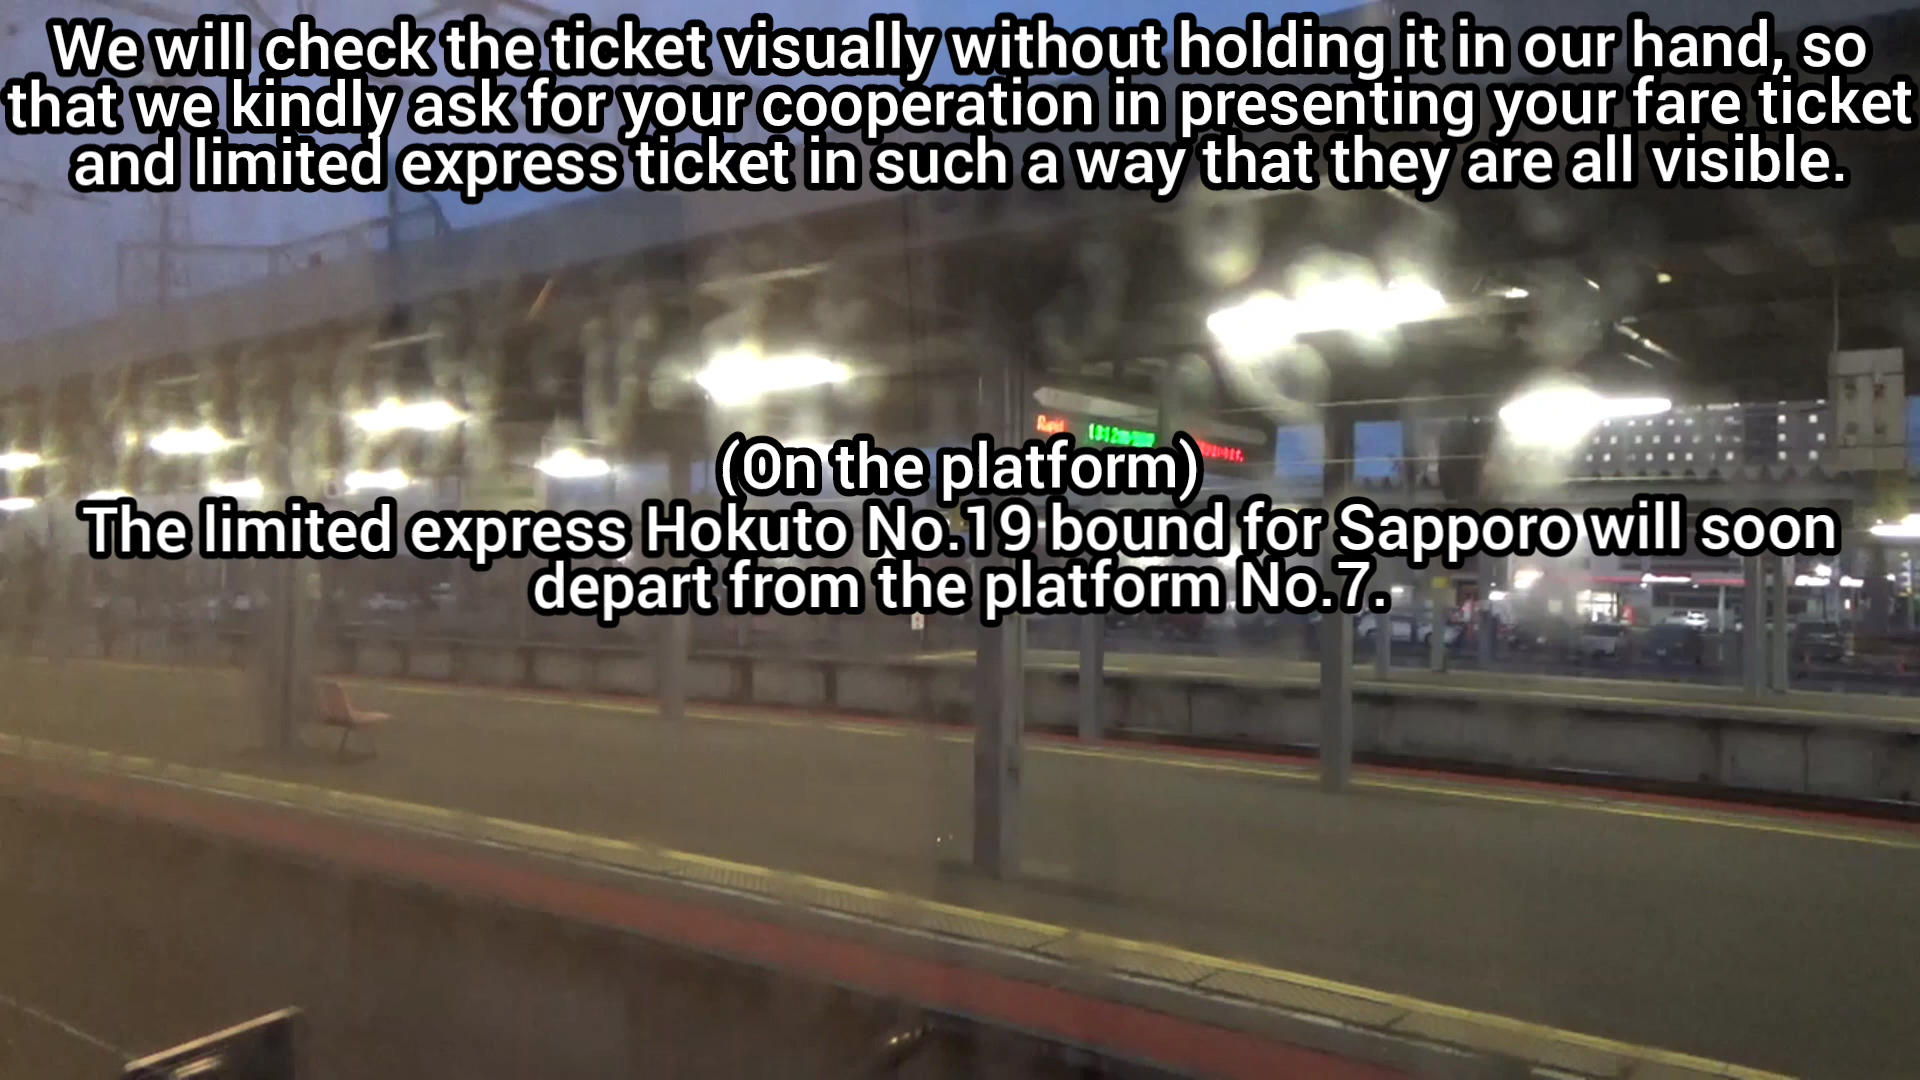 We will check the ticket visually without holding it in our hand, so
that we kindly ask for your cooperation in presenting your fare ticket
and limited express ticket in such a way that they are all visible.
(On the platform)
The limited express Hokuto No.19 bound for Sapporo will soon
depart from the platform No.7.